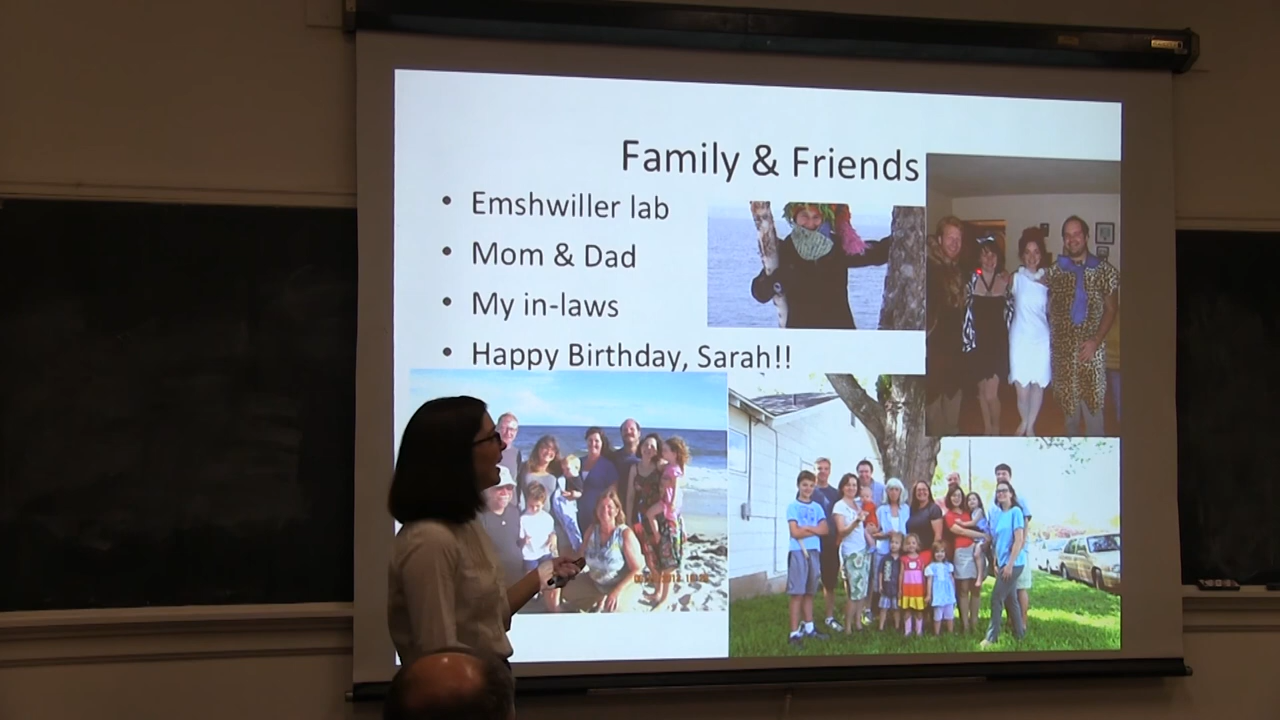 Family & Friends
• Emshwiller lab
• Mom & Dad
• My in-laws
• Happy Birthday, Sarah!!